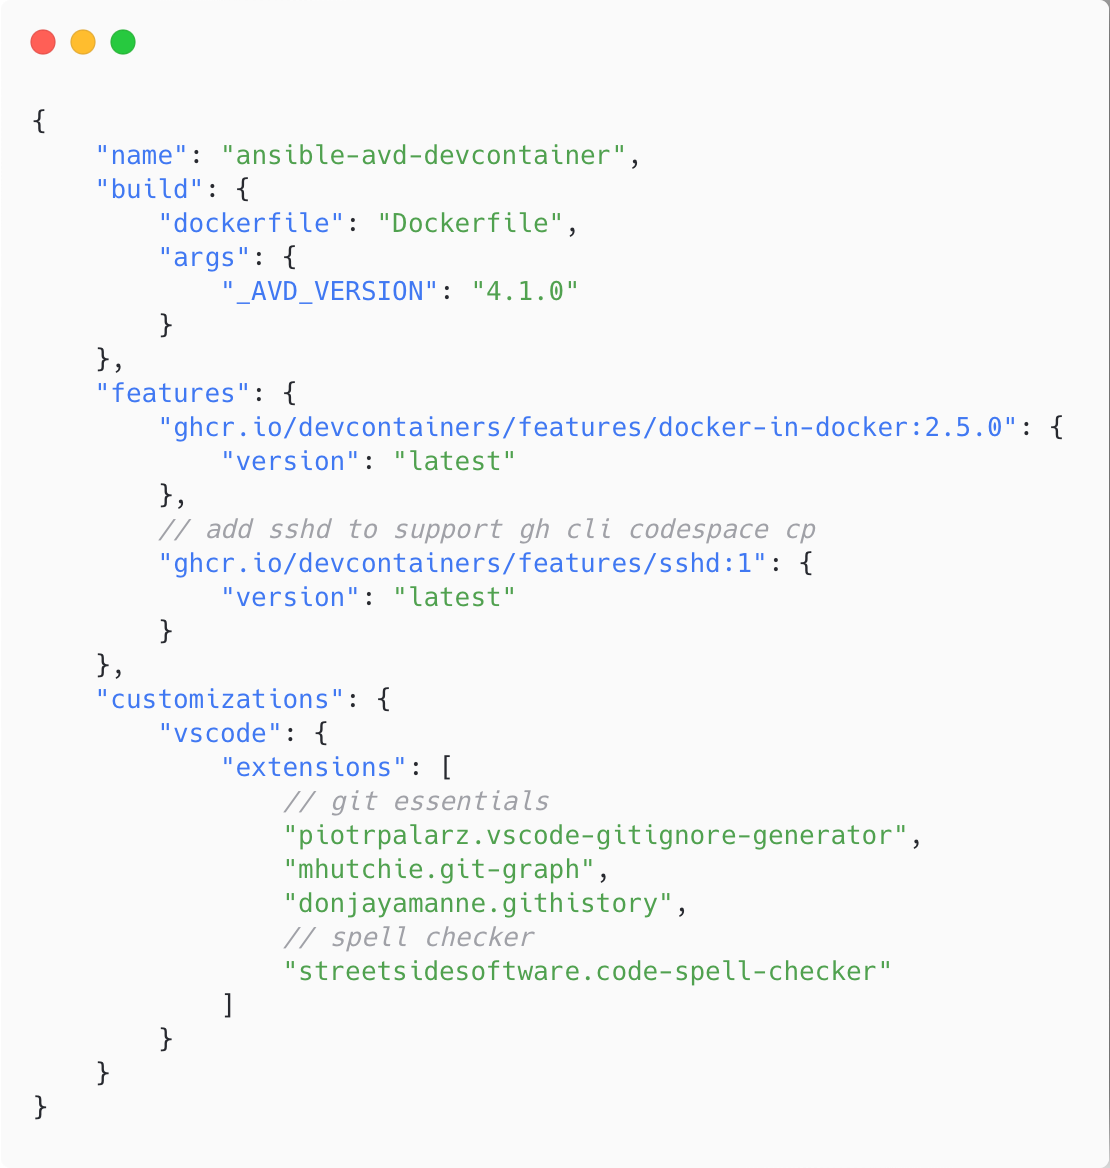 {
    "name": "ansible-avd-devcontainer",
    "build": {
        "dockerfile": "Dockerfile",
        "args": {
            "_AVD_VERSION": "4.1.0"
        }
    },
    "features": {
        "ghcr.io/devcontainers/features/docker-in-docker:2.5.0": {
            "version": "latest"
        },
        // add sshd to support gh cli codespace cp
        "ghcr.io/devcontainers/features/sshd:1": {
            "version": "latest"
        }
    },
    "customizations": {
        "vscode": {
            "extensions": [
                // git essentials
                "piotrpalarz.vscode-gitignore-generator",
                "mhutchie.git-graph",
                "donjayamanne.githistory",
                // spell checker
                "streetsidesoftware.code-spell-checker"
            ]
        }
    }
}